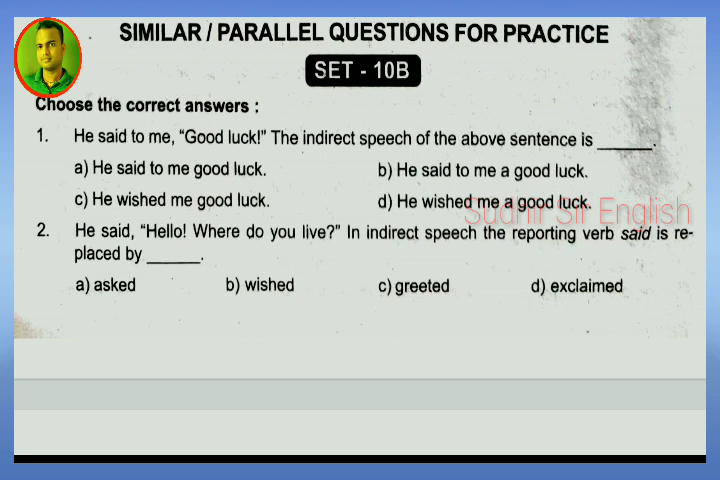 SIMILAR / PARALLEL QUESTIONS FOR PRACTICE
SET - 10B
Choose the correct answers :
1. He said to me, “Good luck!” The indirect speech of the above sentence is ______.
a) He said to me good luck. b) He said to me a good luck.
c) He wished me good luck. d) He wished me a good luck.
Sudhir Sir English
2. He said, “Hello! Where do you live?” In indirect speech the reporting verb said is re-
placed by ______.
a) asked b) wished c) greeted d) exclaimed